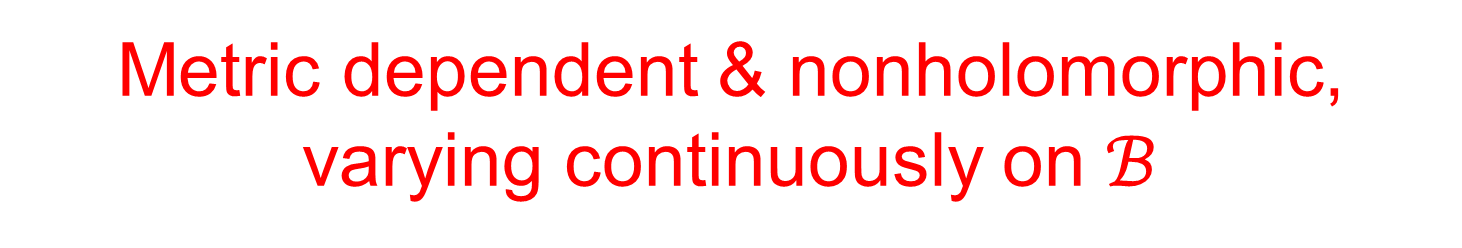 Metric dependent & nonholomorphic,
varying continuously on ℬ